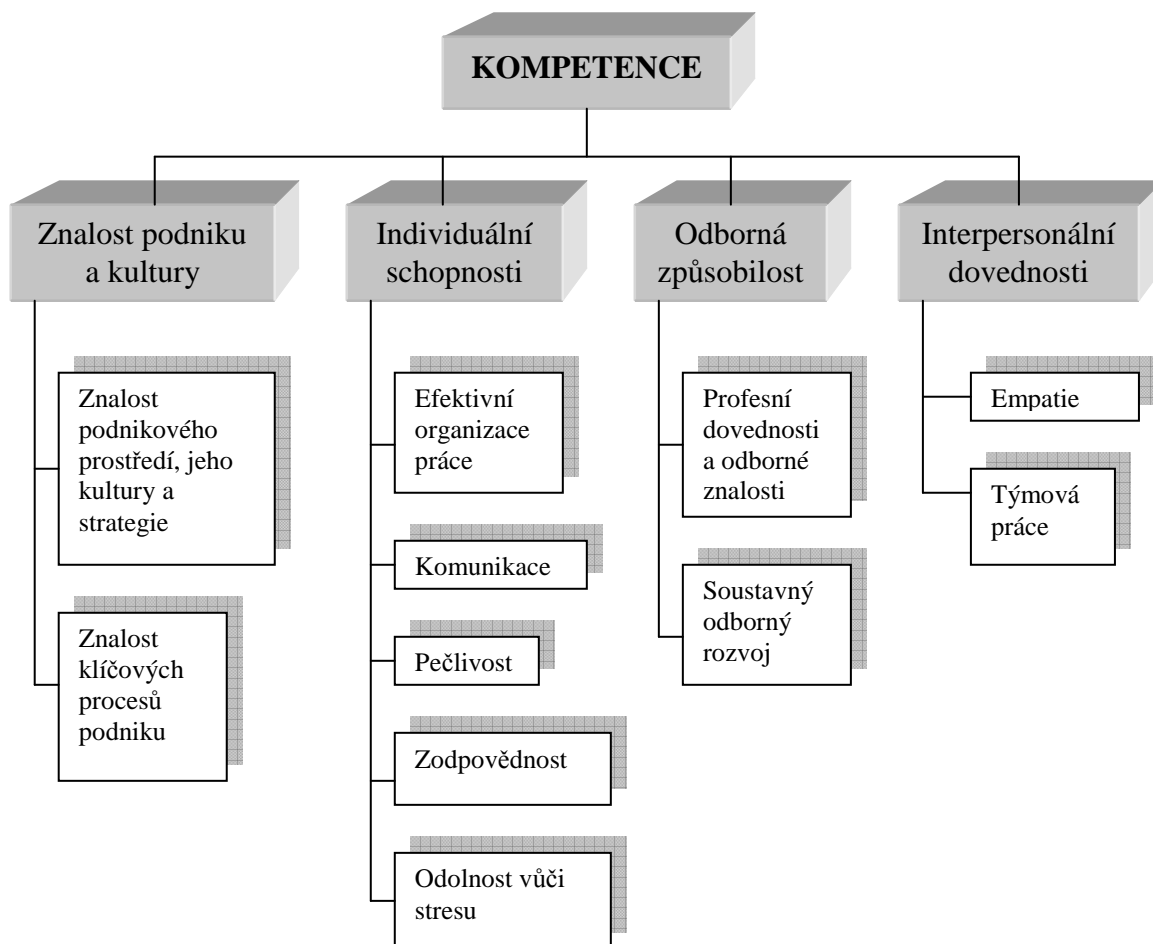 KOMPETENCE
Znalost podniku
a kultury
Individuální
schopnosti
Odborná
způsobilost
Interpersonální
dovednosti
Znalost
podnikového
prostředí, jeho
kultury a
strategie
Znalost
klíčových
procesů
podniku
Efektivní
organizace
práce
Komunikace
Pečlivost
Zodpovědnost
Odolnost vůči
stresu
Profesní
dovednosti
a odborné
znalosti
Soustavný
odborný
rozvoj
Empatie
Týmová
práce